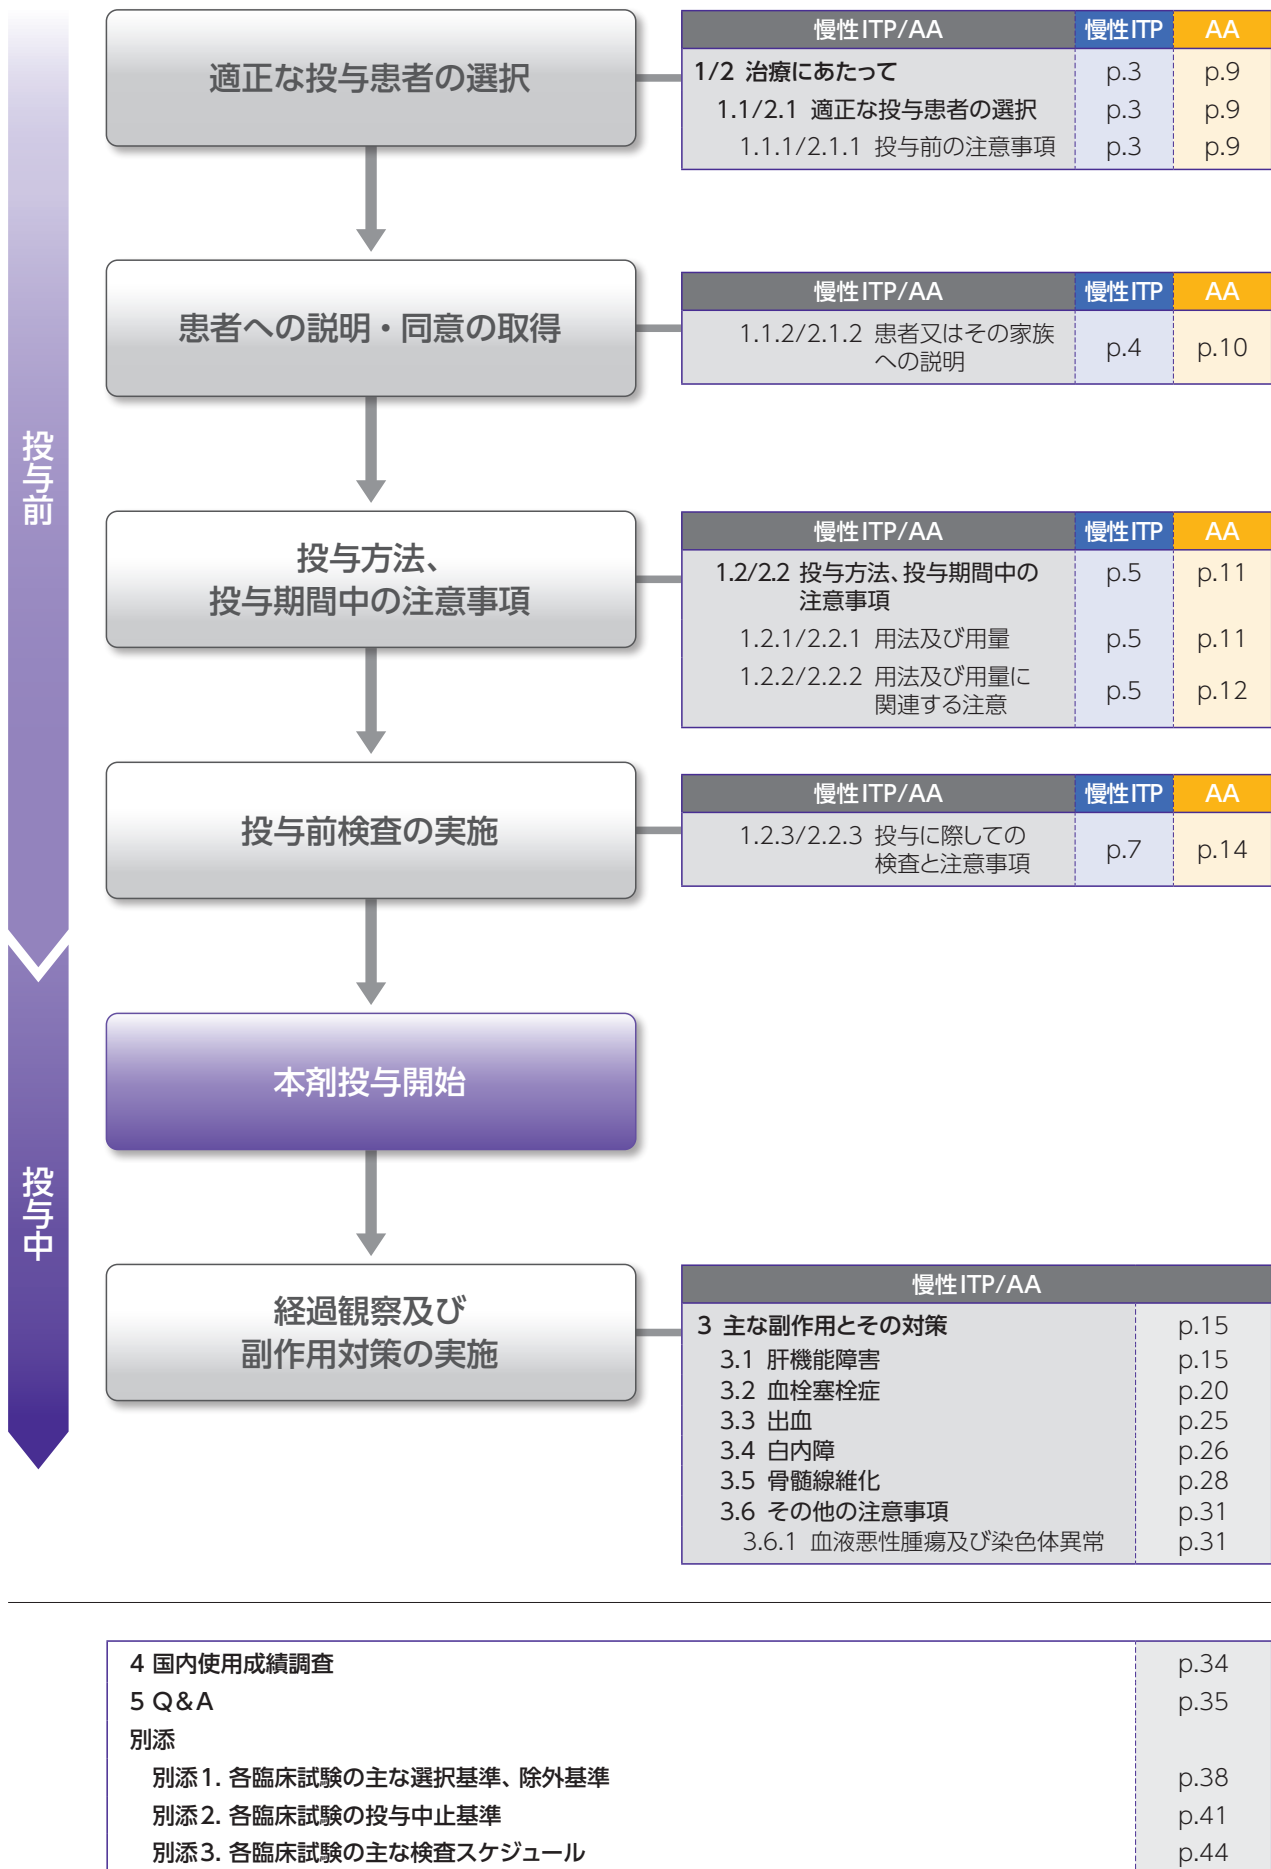 投与前
適正な投与患者の選択
慢性ITP/AA 慢性ITP AA
1/2 治療にあたって p.3 p.9
1.1/2.1 適正な投与患者の選択 p.3 p.9
1.1.1/2.1.1 投与前の注意事項 p.3 p.9
患者への説明・同意の取得
慢性ITP/AA 慢性ITP AA
1.1.2/2.1.2 患者又はその家族
への説明 p.4 p.10
投与方法、
投与期間中の注意事項
慢性ITP/AA 慢性ITP AA
1.2/2.2 投与方法、投与期間中の p.5 p.11
注意事項
1.2.1/2.2.1 用法及び用量 p.5 p.11
1.2.2/2.2.2 用法及び用量に
関連する注意 p.5 p.12
投与前検査の実施
慢性ITP/AA 慢性ITP AA
1.2.3/2.2.3 投与に際しての
検査と注意事項 p.7 p.14
投与中
本剤投与開始
経過観察及び
副作用対策の実施
慢性ITP/AA
3 主な副作用とその対策 p.15
3.1 肝機能障害 p.15
3.2 血栓塞栓症 p.20
3.3 出血 p.25
3.4 白内障 p.26
3.5 骨髄線維化 p.28
3.6 その他の注意事項 p.31
3.6.1 血液悪性腫瘍及び染色体異常 p.31
4 国内使用成績調査 p.34
5 Q&A p.35
別添
別添1. 各臨床試験の主な選択基準、除外基準 p.38
別添2. 各臨床試験の投与中止基準 p.41
別添3. 各臨床試験の主な検査スケジュール p.44